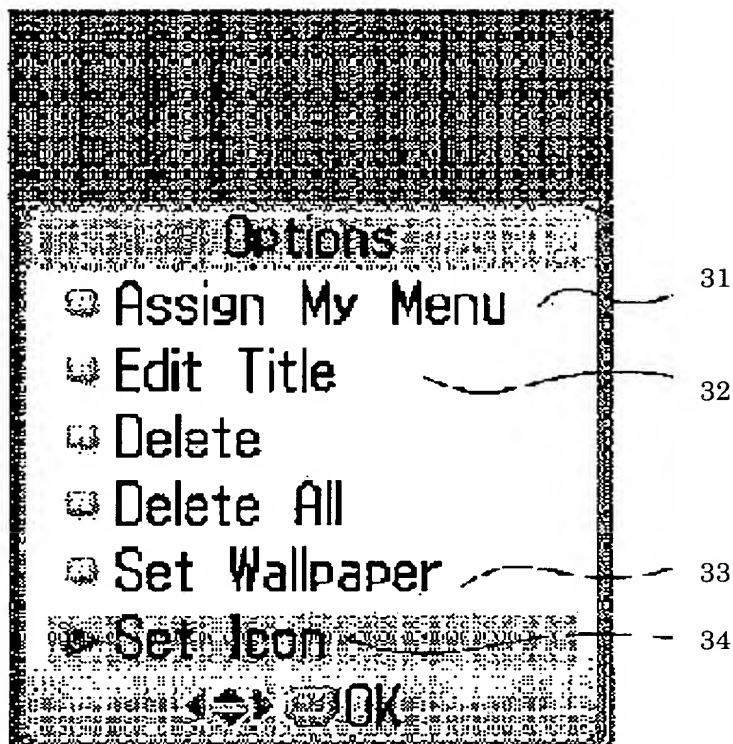 Options
Assign My Menu 31
Edit Title 32
Delete
Delete All
Set Wallpaper 33
Set Icon 34
OK